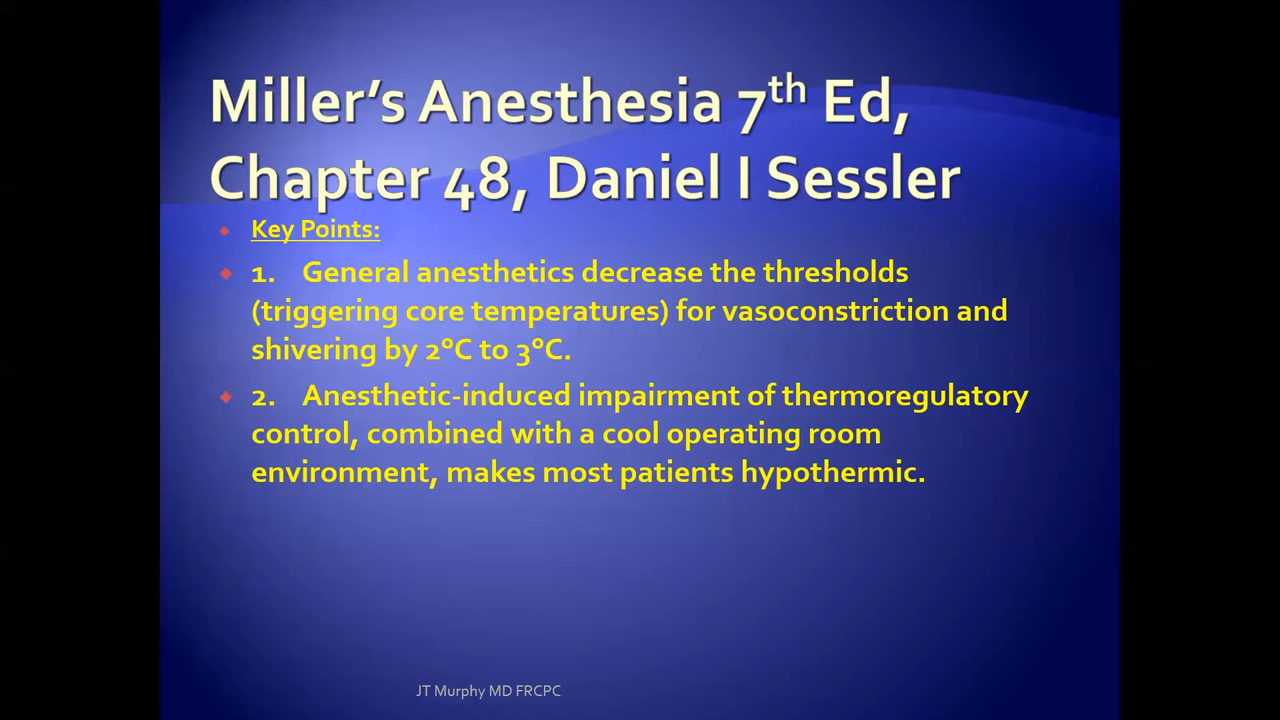 Miller's Anesthesia 7th Ed,
Chapter 48, Daniel I Sessler
Key Points:
1. General anesthetics decrease the thresholds
(triggering core temperatures) for vasoconstriction and
shivering by 2°C to 3°C.
2. Anesthetic-induced impairment of thermoregulatory
control, combined with a cool operating room
environment, makes most patients hypothermic.
JT Murphy MD FRCPC